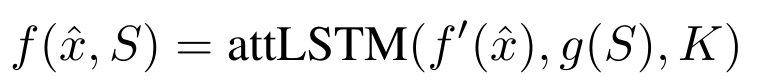 f(x̂, S) = attLSTM(f′(x̂), g(S), K)